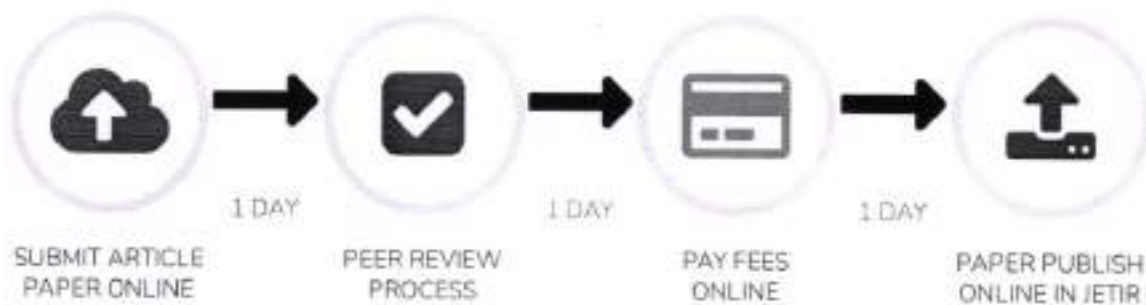 1 DAY
1 DAY
1 DAY
SUBMIT ARTICLE
PAPER ONLINE
PEER REVIEW
PROCESS
PAY FEES
ONLINE
PAPER PUBLISH
ONLINE IN JETIR